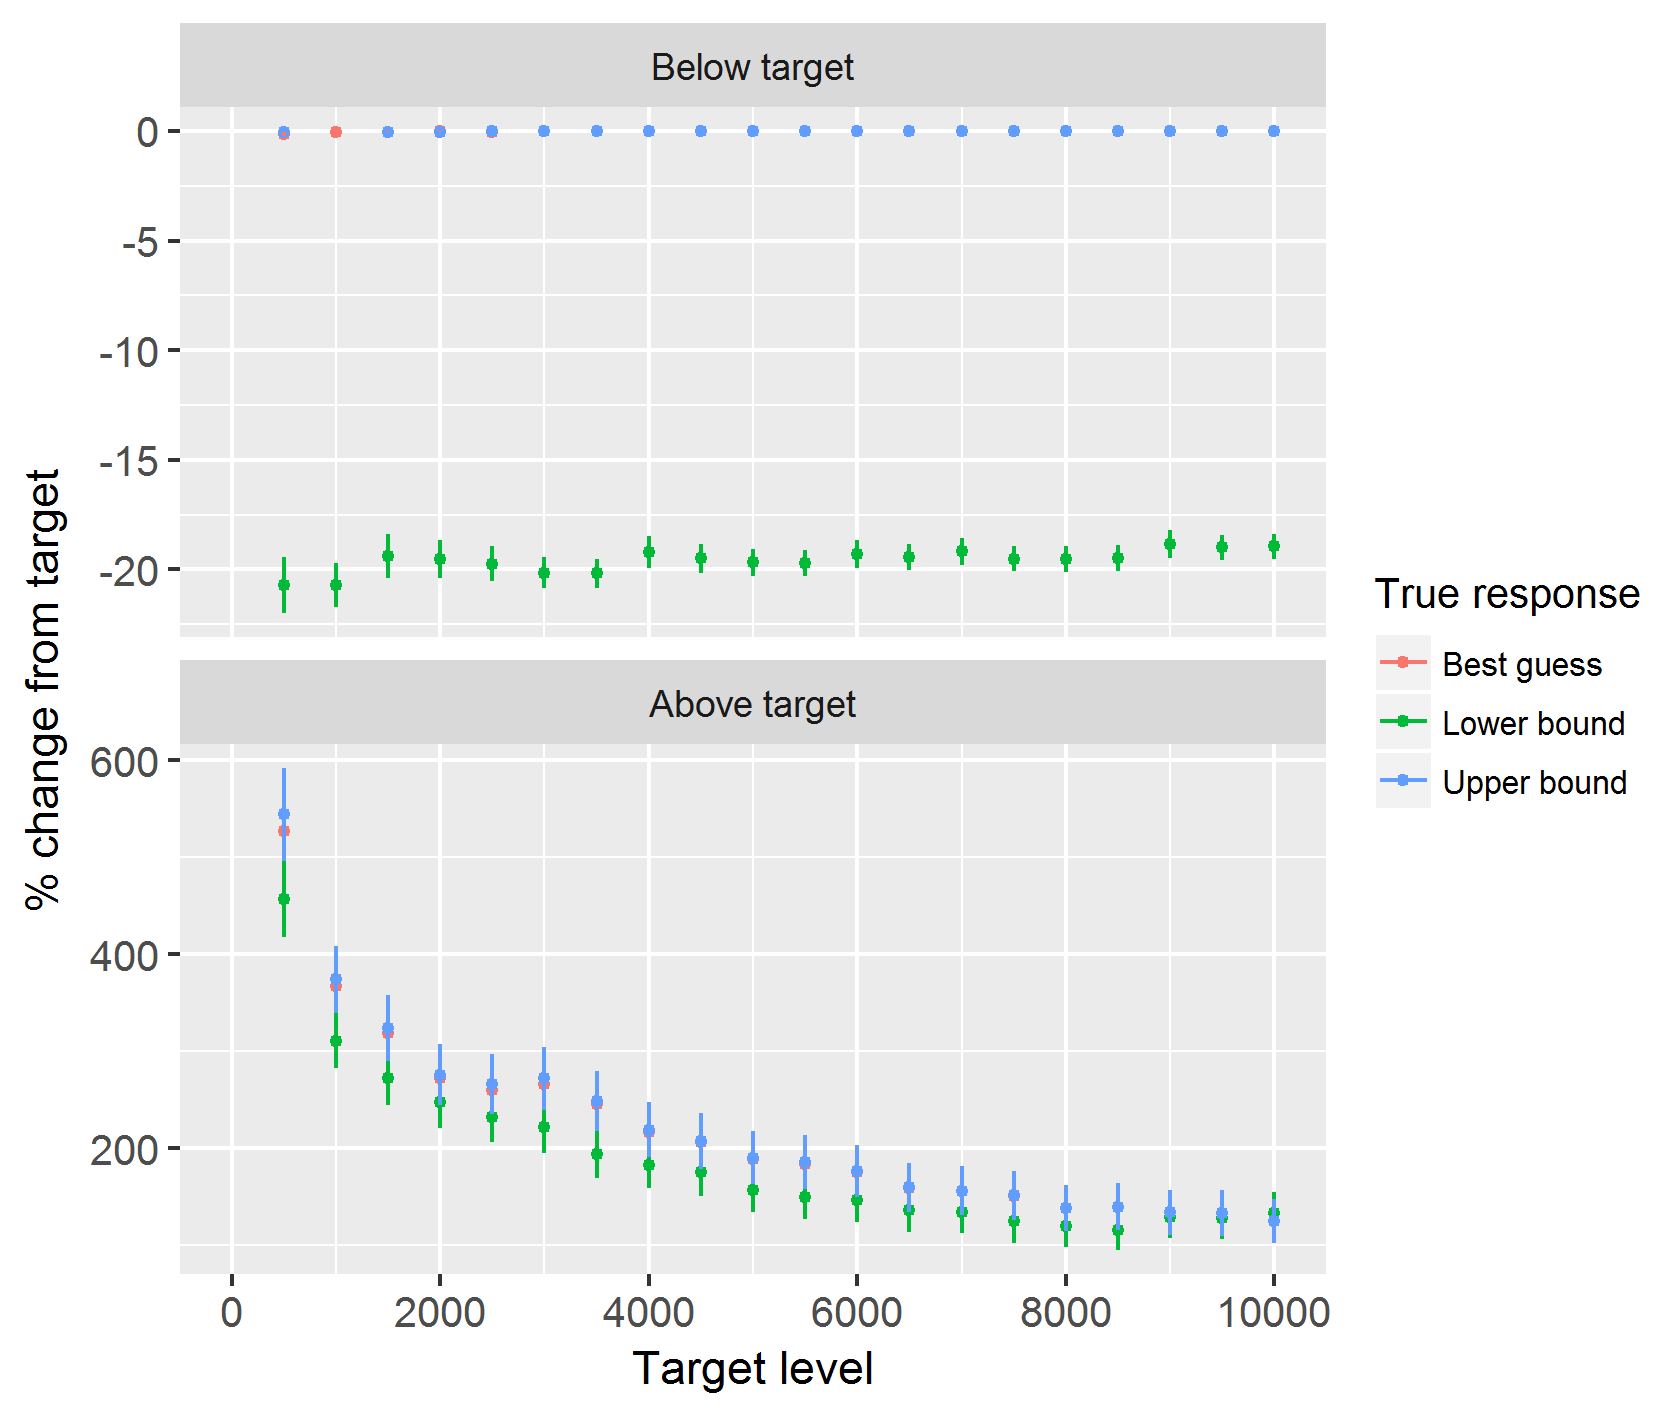 Below target
0
-5
-10
-15
-20
Above target
600
400
200
0 2000 4000 6000 8000 10000
Target level
% change from target
True response
Best guess
Lower bound
Upper bound